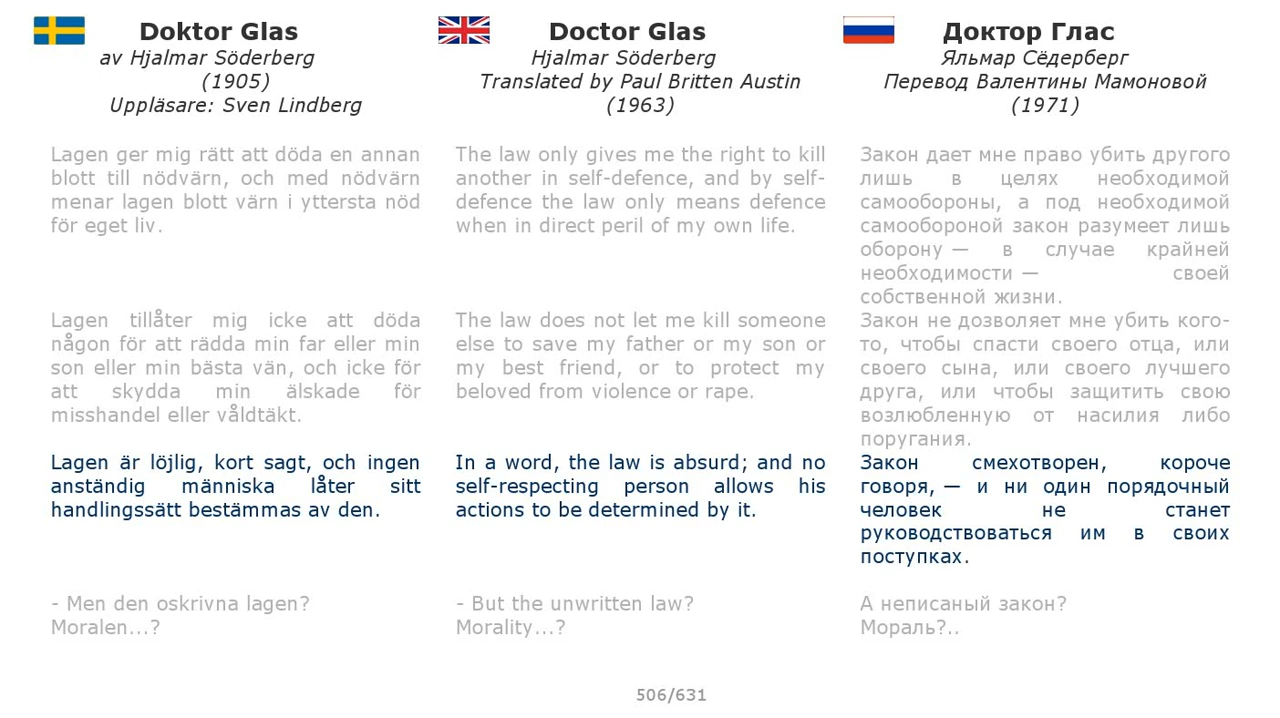 Doktor Glas
av Hjalmar Söderberg
(1905)
Uppläsare: Sven Lindberg
Lagen ger mig rätt att döda en annan
blott till nödvärn, och med nödvärn
menar lagen blott värn i yttersta nöd
för eget liv.
Lagen tillåter mig icke att döda
någon för att rädda min far eller min
son eller min bästa vän, och icke för
att skydda min älskade för
misshandel eller våldtäkt.
Lagen är löjlig, kort sagt, och ingen
anständig människa låter sitt
handlingssätt bestämmas av den.
- Men den oskrivna lagen?
Moralen...?
Doctor Glas
Hjalmar Söderberg
Translated by Paul Britten Austin
(1963)
The law only gives me the right to kill
another in self-defence, and by self-
defence the law only means defence
when in direct peril of my own life.
The law does not let me kill someone
else to save my father or my son or
my best friend, or to protect my
beloved from violence or rape.
In a word, the law is absurd; and no
self-respecting person allows his
actions to be determined by it.
- But the unwritten law?
Morality...?
Доктор Глас
Яльмар Сёдерберг
Перевод Валентины Мамоновой
(1971)
Закон дает мне право убить другого
лишь в целях необходимой
самообороны, а под необходимой
самообороной закон разумеет лишь
оборону — в случае крайней
необходимости — своей
собственной жизни.
Закон не дозволяет мне убить кого-
то, чтобы спасти своего отца, или
своего сына, или своего лучшего
друга, или чтобы защитить свою
возлюбленную от насилия либо
поругания.
Закон смехотворен, короче
говоря, — и ни один порядочный
человек не станет
руководствоваться им в своих
поступках.
А неписаный закон?
Мораль?..
506/631